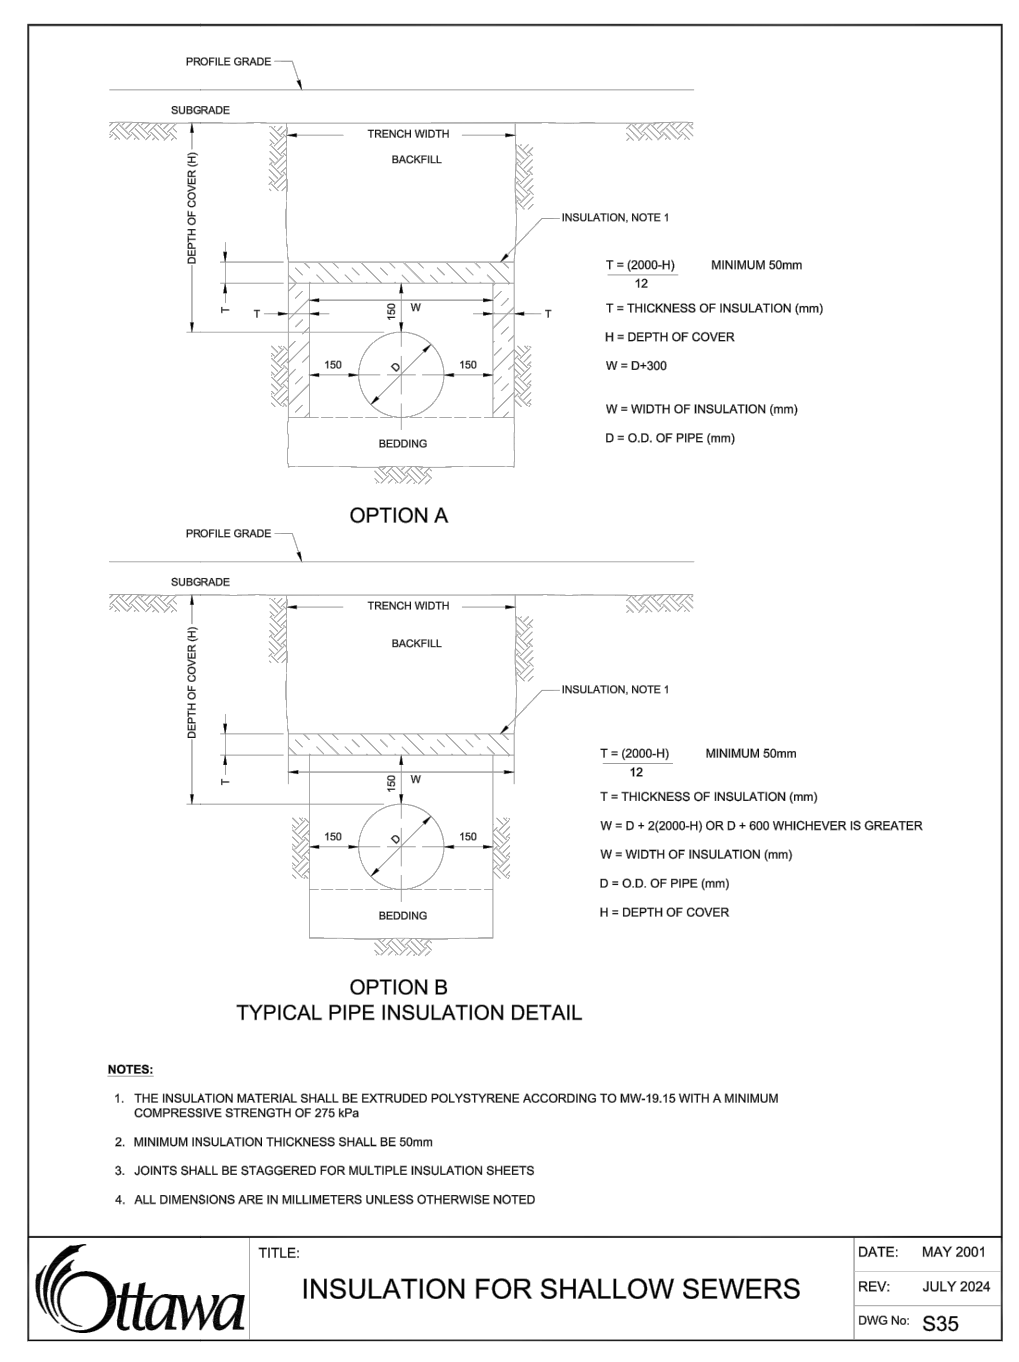 PROFILE GRADE
SUBGRADE
TRENCH WIDTH
BACKFILL
DEPTH OF COVER (H)
INSULATION, NOTE 1
T
T
W
150
T
150
D
150
BEDDING
T = (2000-H) MINIMUM 50mm
12
T = THICKNESS OF INSULATION (mm)
H = DEPTH OF COVER
W = D+300
W = WIDTH OF INSULATION (mm)
D = O.D. OF PIPE (mm)
OPTION A
PROFILE GRADE
SUBGRADE
TRENCH WIDTH
BACKFILL
DEPTH OF COVER (H)
INSULATION, NOTE 1
T
W
150
150
D
150
BEDDING
T = (2000-H) MINIMUM 50mm
12
T = THICKNESS OF INSULATION (mm)
W = D + 2(2000-H) OR D + 600 WHICHEVER IS GREATER
W = WIDTH OF INSULATION (mm)
D = O.D. OF PIPE (mm)
H = DEPTH OF COVER
OPTION B
TYPICAL PIPE INSULATION DETAIL
NOTES:
1. THE INSULATION MATERIAL SHALL BE EXTRUDED POLYSTYRENE ACCORDING TO MW-19.15 WITH A MINIMUM
COMPRESSIVE STRENGTH OF 275 kPa
2. MINIMUM INSULATION THICKNESS SHALL BE 50mm
3. JOINTS SHALL BE STAGGERED FOR MULTIPLE INSULATION SHEETS
4. ALL DIMENSIONS ARE IN MILLIMETERS UNLESS OTHERWISE NOTED
Ottawa
TITLE:
INSULATION FOR SHALLOW SEWERS
DATE: MAY 2001
REV: JULY 2024
DWG No: S35